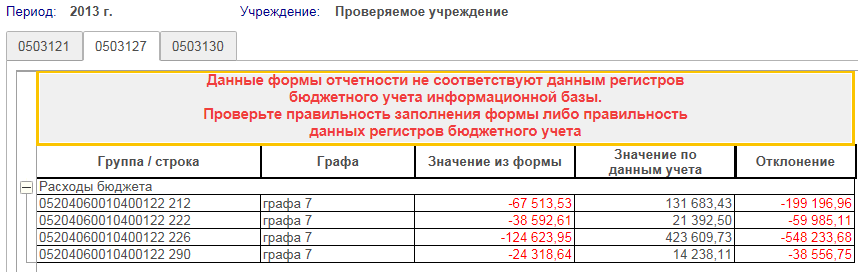 Период: 2013 г. Учреждение: Проверяемое учреждение
0503121 0503127 0503130
Данные формы отчетности не соответствуют данным регистров
бюджетного учета информационной базы.
Проверьте правильность заполнения формы либо правильность
данных регистров бюджетного учета
Группа / строка Графа Значение из формы Значение по данным учета Отклонение
Расходы бюджета
05204060010400122 212 графа 7 -67 513,53 131 683,43 -199 196,96
05204060010400122 222 графа 7 -38 592,61 21 392,50 -59 985,11
05204060010400122 226 графа 7 -124 623,95 423 609,73 -548 233,68
05204060010400122 290 графа 7 -24 318,64 14 238,11 -38 556,75